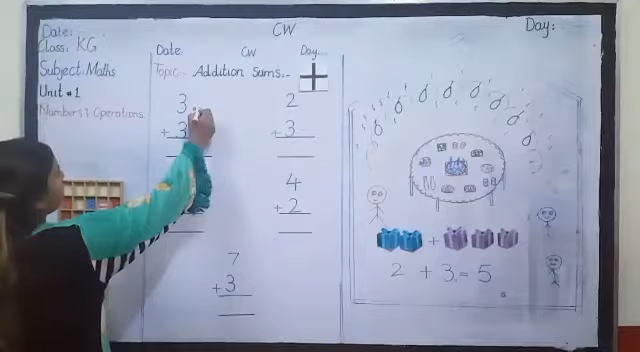 CW
Day:
Date:
Class: KG
Subject: Maths
Unit #1
Numbers & Operations
Date:
CW
Day:
Topic:- Addition Sums:-
+
3
+ 3
2
+ 3
4
+ 2
7
+ 3
+
2 + 3 = 5